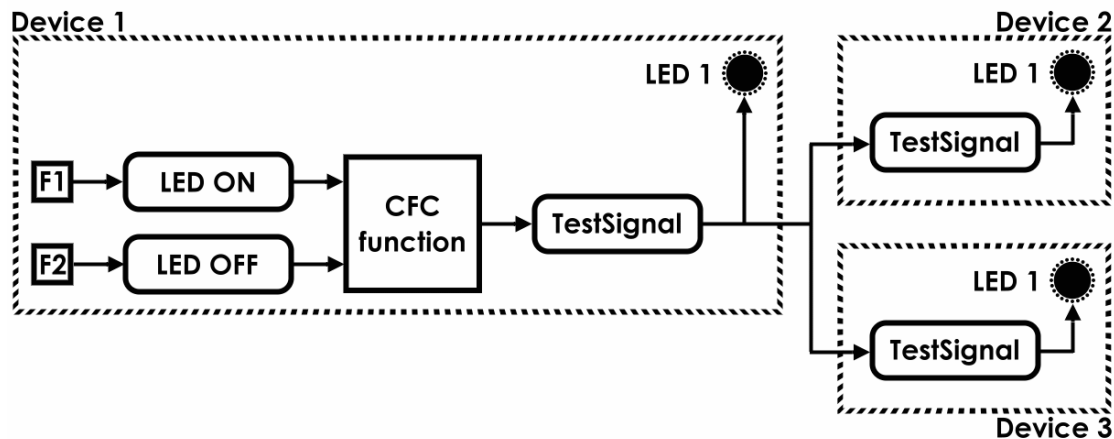 Device 1
Device 2
LED 1
LED 1
TestSignal
F1
LED ON
CFC
function
TestSignal
F2
LED OFF
LED 1
TestSignal
Device 3